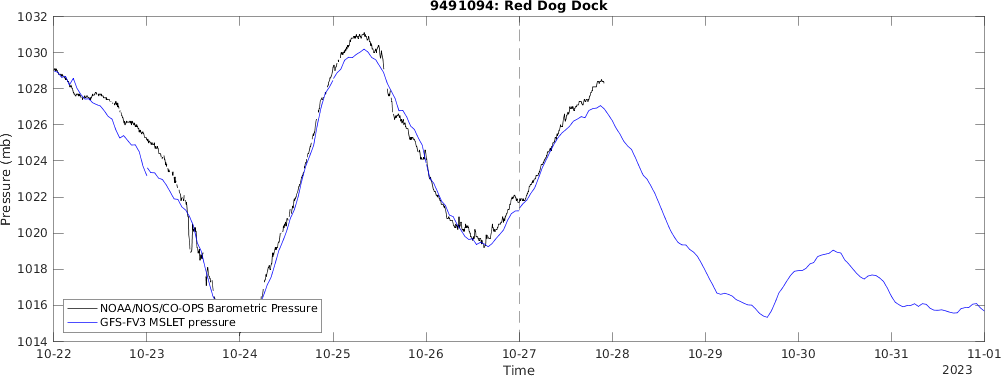 9491094: Red Dog Dock
1032
1030
1028
1026
1024
1022
1020
1018
1016
1014
Pressure (mb)
NOAA/NOS/CO-OPS Barometric Pressure
GFS-FV3 MSLET pressure
10-22 10-23 10-24 10-25 10-26 10-27 10-28 10-29 10-30 10-31 11-01
Time
2023